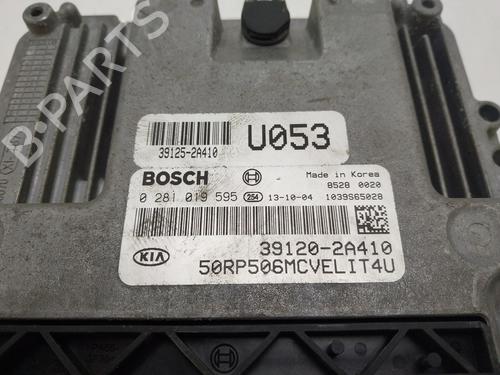 B-PARTS
39125-2A410
U053
BOSCH
Made in Korea
8528 0020
0 281 019 595 254 13-10-04 1039S65028
39120-2A410
KIA
50RP506MCVELIT4U